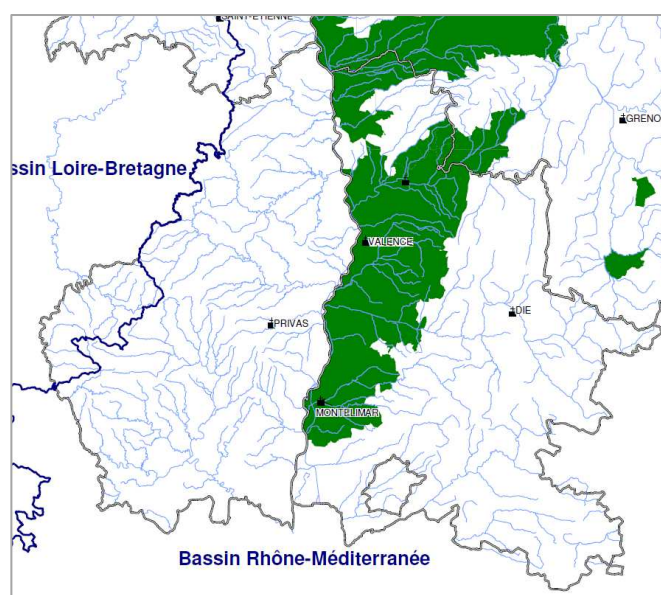 SAINT-ETIENNE
GRENO
ssin Loire-Bretagne
VALENCE
PRIVAS
DIE
MONTELIMAR
Bassin Rhône-Méditerranée